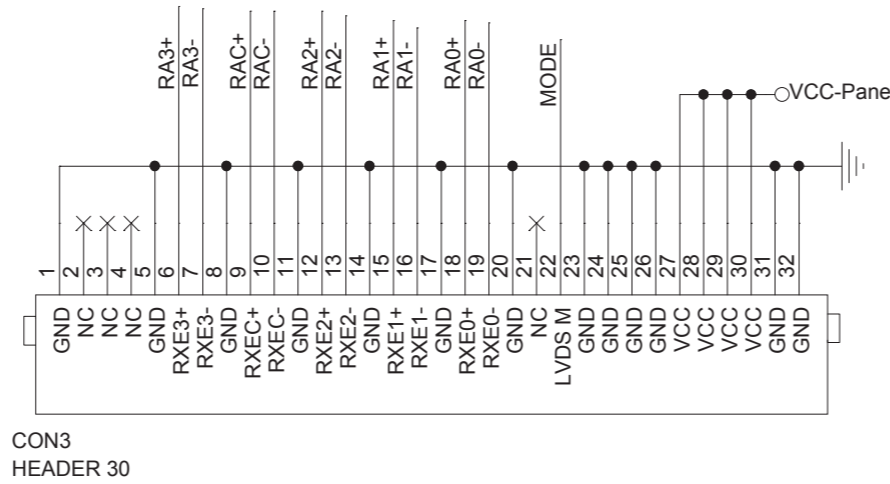 RA3+
RA3-
RAC+
RAC-
RA2+
RA2-
RA1+
RA1-
RA0+
RA0-
MODE
VCC-Pane
1
2
3
4
5
6
7
8
9
10
11
12
13
14
15
16
17
18
19
20
21
22
23
24
25
26
27
28
29
30
31
32
GND
NC
NC
NC
GND
RXE3+
RXE3-
GND
RXEC+
RXEC-
GND
RXE2+
RXE2-
GND
RXE1+
RXE1-
GND
RXE0+
RXE0-
GND
NC
LVDS M
GND
GND
GND
GND
VCC
VCC
VCC
VCC
GND
GND
CON3
HEADER 30